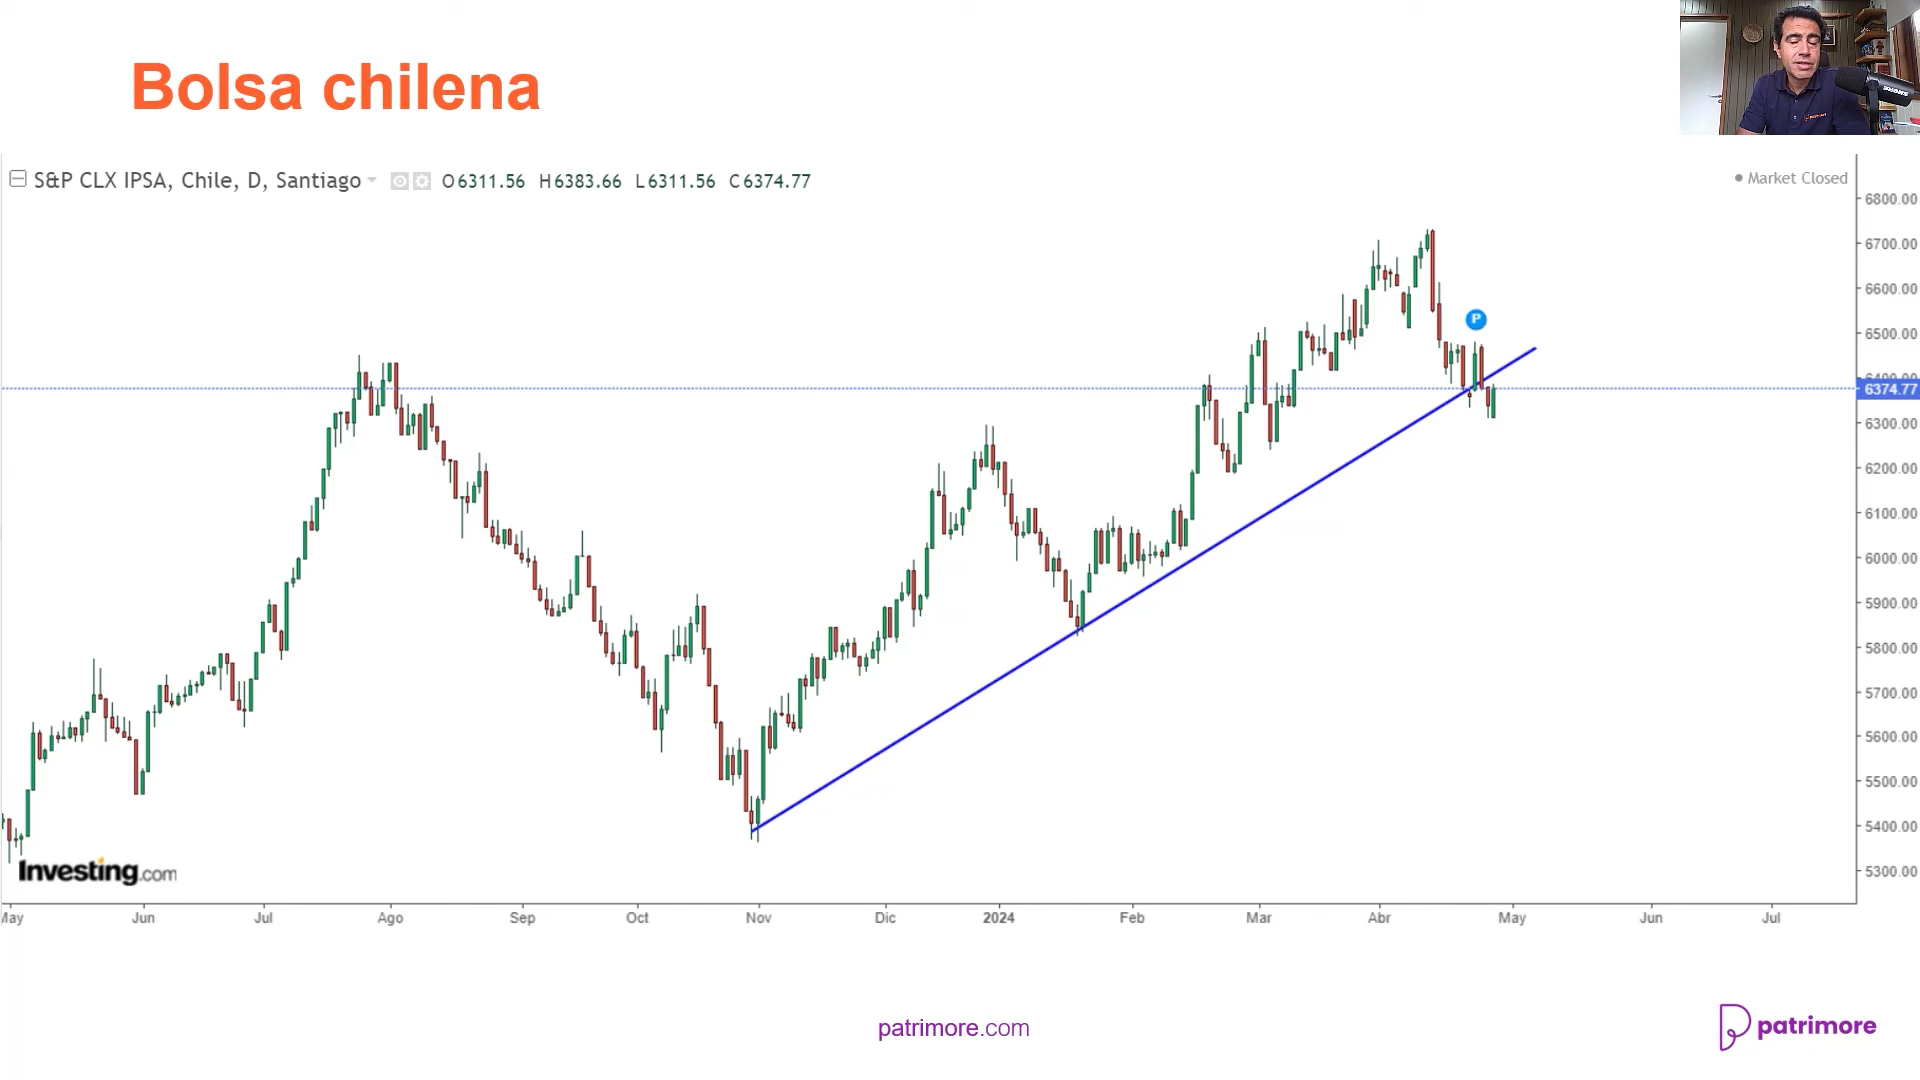 Bolsa chilena
S&P CLX IPSA, Chile, D, Santiago O6311.56 H6383.66 L6311.56 C6374.77
Market Closed
6800.00
6700.00
6600.00
P
6500.00
6400.00
6374.77
6300.00
6200.00
6100.00
6000.00
5900.00
5800.00
5700.00
5600.00
5500.00
5400.00
5300.00
Investing.com
May Jun Jul Ago Sep Oct Nov Dic 2024 Feb Mar Abr May Jun Jul
patrimore.com
patrimore